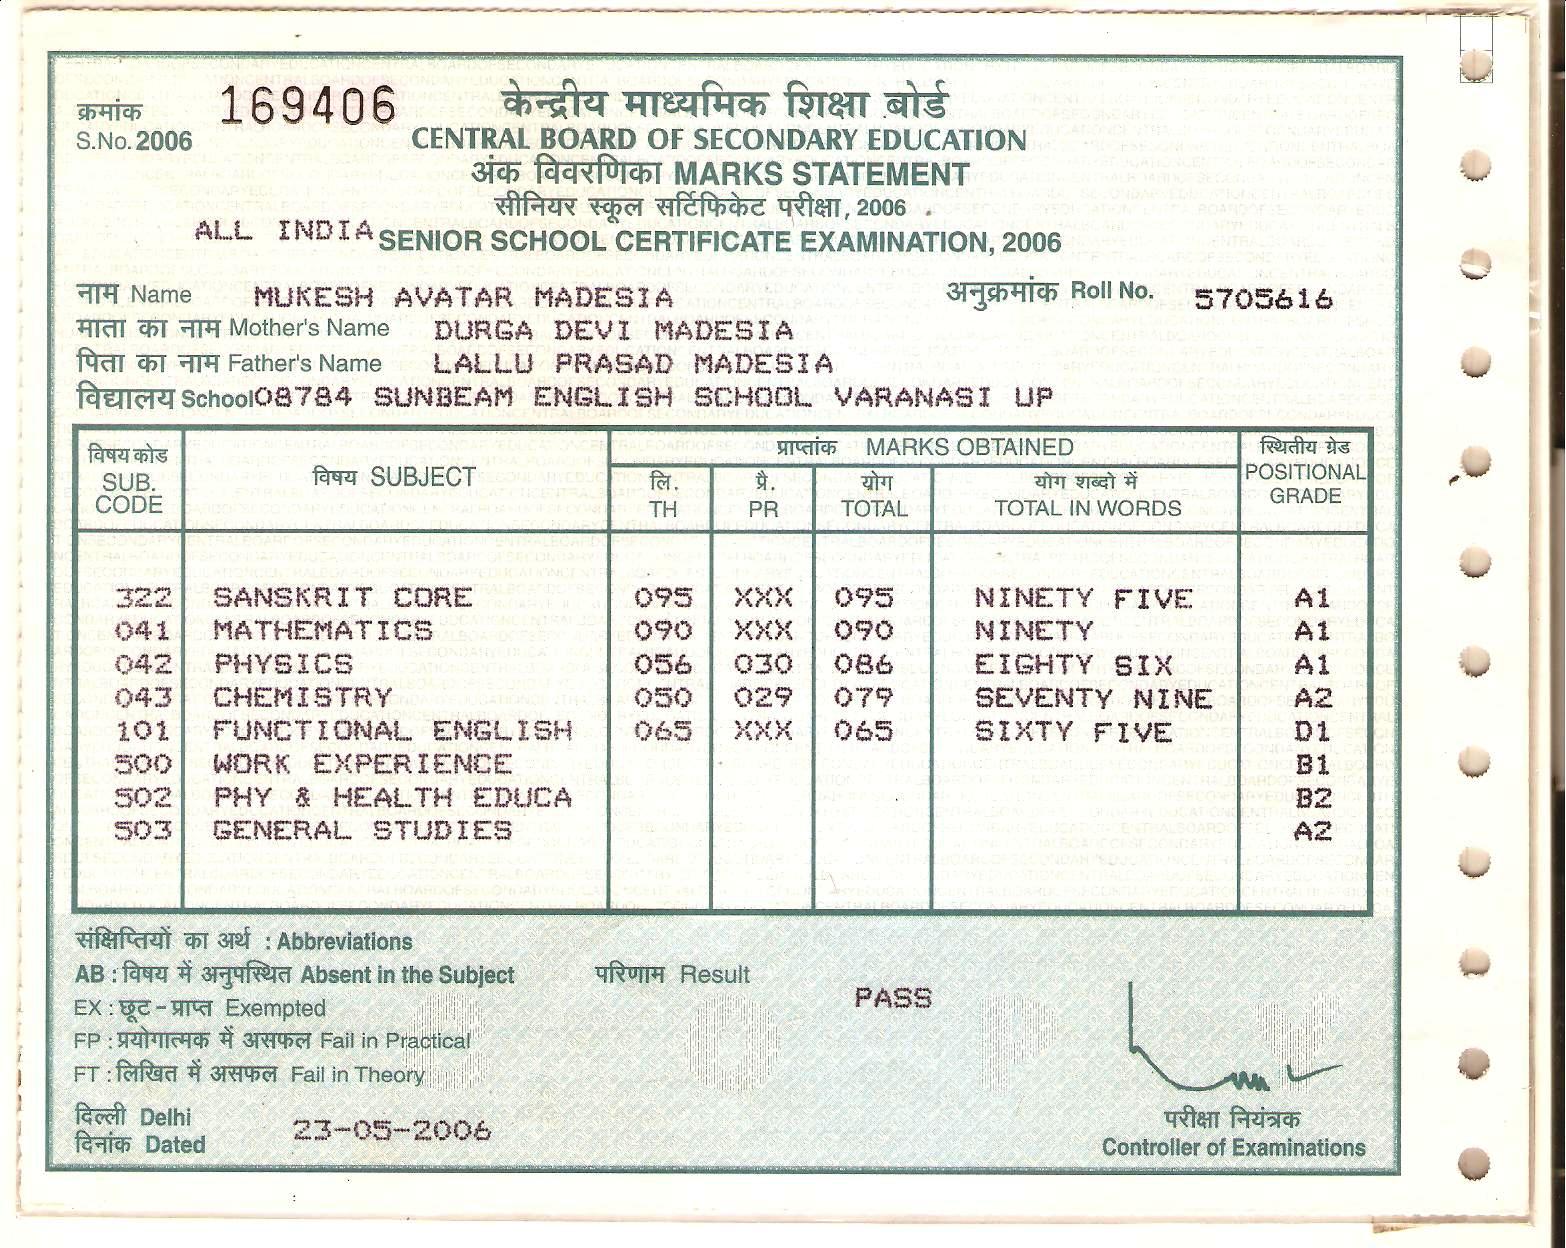 क्रमांक 169406 केन्द्रीय माध्यमिक शिक्षा बोर्ड
S.No. 2006 CENTRAL BOARD OF SECONDARY EDUCATION
अंक विवरणिका MARKS STATEMENT
सीनियर स्कूल सर्टिफिकेट परीक्षा, 2006
ALL INDIA SENIOR SCHOOL CERTIFICATE EXAMINATION, 2006
नाम Name MUKESH AVATAR MADESIA अनुक्रमांक Roll No. 5705616
माता का नाम Mother's Name DURGA DEVI MADESIA
पिता का नाम Father's Name LALLU PRASAD MADESIA
विद्यालय School 08784 SUNBEAM ENGLISH SCHOOL VARANASI UP
विषय कोड SUB. CODE विषय SUBJECT प्राप्तांक MARKS OBTAINED स्थितीय ग्रेड POSITIONAL GRADE
लि. TH प्रै. PR योग TOTAL योग शब्दो में TOTAL IN WORDS
322 SANSKRIT CORE 095 XXX 095 NINETY FIVE A1
041 MATHEMATICS 090 XXX 090 NINETY A1
042 PHYSICS 056 030 086 EIGHTY SIX A1
043 CHEMISTRY 050 029 079 SEVENTY NINE A2
101 FUNCTIONAL ENGLISH 065 XXX 065 SIXTY FIVE D1
500 WORK EXPERIENCE B1
502 PHY & HEALTH EDUCA B2
503 GENERAL STUDIES A2
संक्षिप्तियों का अर्थ : Abbreviations
AB : विषय में अनुपस्थित Absent in the Subject परिणाम Result PASS
EX : छूट - प्राप्त Exempted
FP : प्रयोगात्मक में असफल Fail in Practical
FT : लिखित में असफल Fail in Theory
दिल्ली Delhi
दिनांक Dated 23-05-2006
परीक्षा नियंत्रक
Controller of Examinations